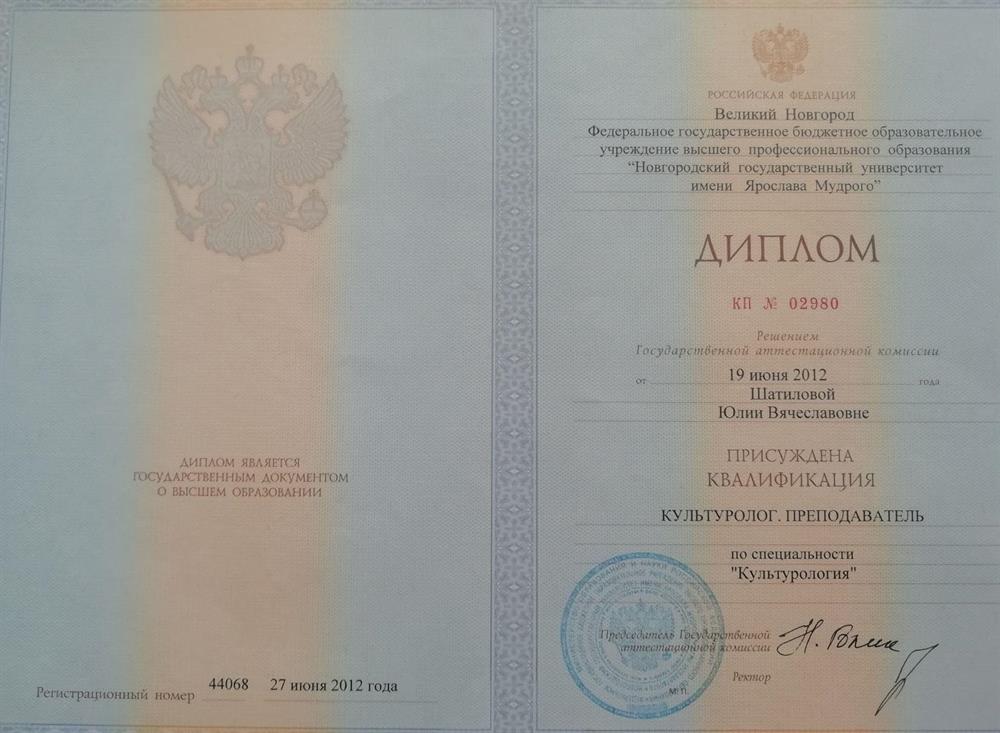 ДИПЛОМ ЯВЛЯЕТСЯ
ГОСУДАРСТВЕННЫМ ДОКУМЕНТОМ
О ВЫСШЕМ ОБРАЗОВАНИИ
Регистрационный номер 44068 27 июня 2012 года
РОССИЙСКАЯ ФЕДЕРАЦИЯ
Великий Новгород
Федеральное государственное бюджетное образовательное
учреждение высшего профессионального образования
“Новгородский государственный университет
имени Ярослава Мудрого”
ДИПЛОМ
КП № 02980
Решением
Государственной аттестационной комиссии
от 19 июня 2012 года
Шатиловой
Юлии Вячеславовне
ПРИСУЖДЕНА
КВАЛИФИКАЦИЯ
КУЛЬТУРОЛОГ. ПРЕПОДАВАТЕЛЬ
по специальности
"Культурология"
Председатель Государственной
аттестационной комиссии
Ректор
М.П.